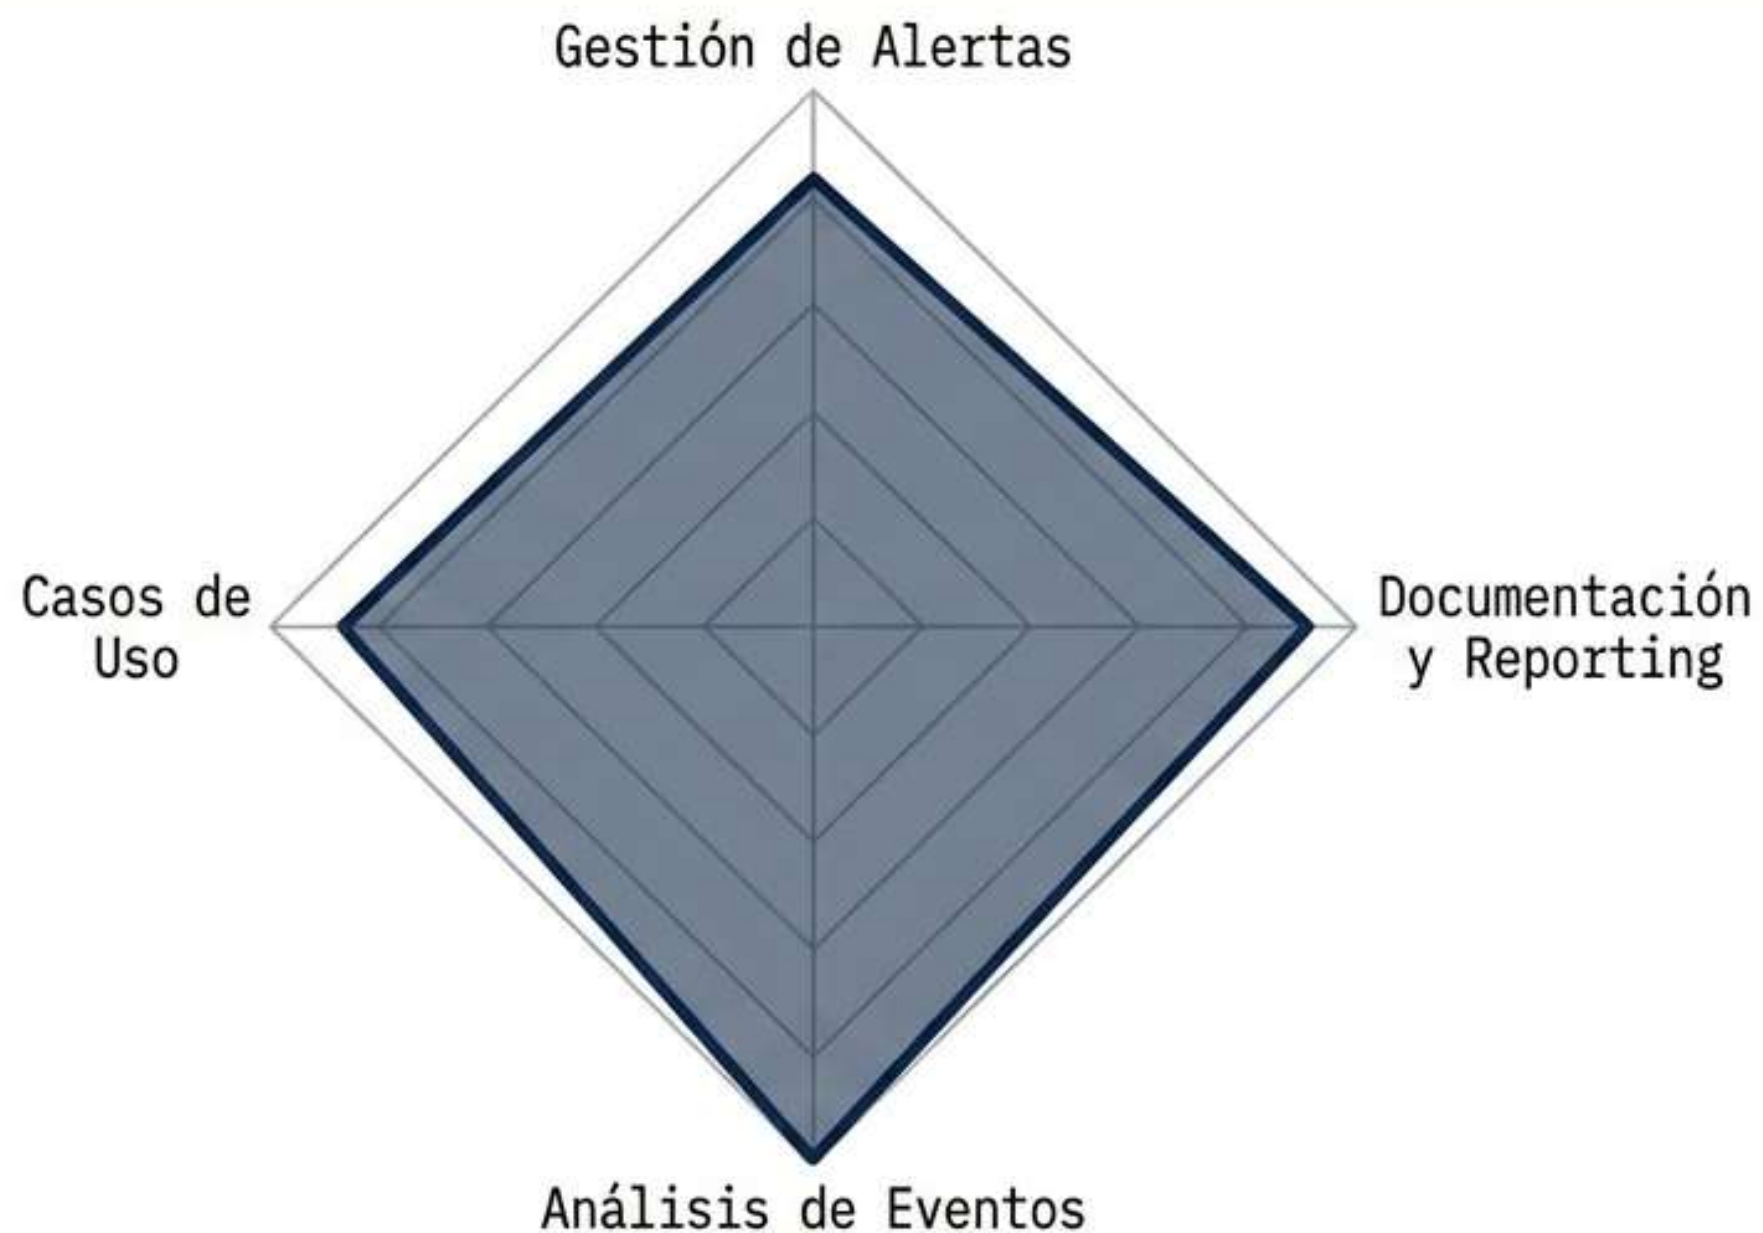 Gestión de Alertas
Casos de
Uso
Documentación
y Reporting
Análisis de Eventos